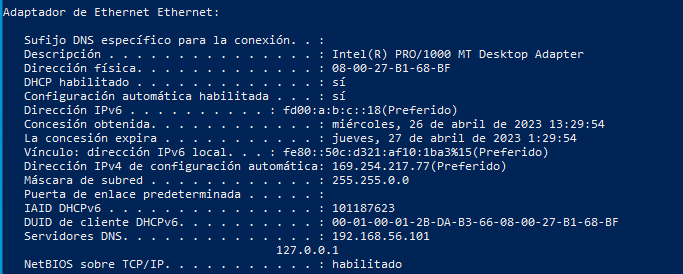 Adaptador de Ethernet Ethernet:
Sufijo DNS específico para la conexión. . :
Descripción . . . . . . . . . . . . . . . : Intel(R) PRO/1000 MT Desktop Adapter
Dirección física. . . . . . . . . . . . . : 08-00-27-B1-68-BF
DHCP habilitado . . . . . . . . . . . . . : sí
Configuración automática habilitada . . . : sí
Dirección IPv6 . . . . . . . . . . : fd00:a:b:c::18(Preferido)
Concesión obtenida. . . . . . . . . . . . : miércoles, 26 de abril de 2023 13:29:54
La concesión expira . . . . . . . . . . . : jueves, 27 de abril de 2023 1:29:54
Vínculo: dirección IPv6 local. . . : fe80::50c:d321:af10:1ba3%15(Preferido)
Dirección IPv4 de configuración automática: 169.254.217.77(Preferido)
Máscara de subred . . . . . . . . . . . . : 255.255.0.0
Puerta de enlace predeterminada . . . . . :
IAID DHCPv6 . . . . . . . . . . . . . . . : 101187623
DUID de cliente DHCPv6. . . . . . . . . . : 00-01-00-01-2B-DA-B3-66-08-00-27-B1-68-BF
Servidores DNS. . . . . . . . . . . . . . : 192.168.56.101
127.0.0.1
NetBIOS sobre TCP/IP. . . . . . . . . . . : habilitado